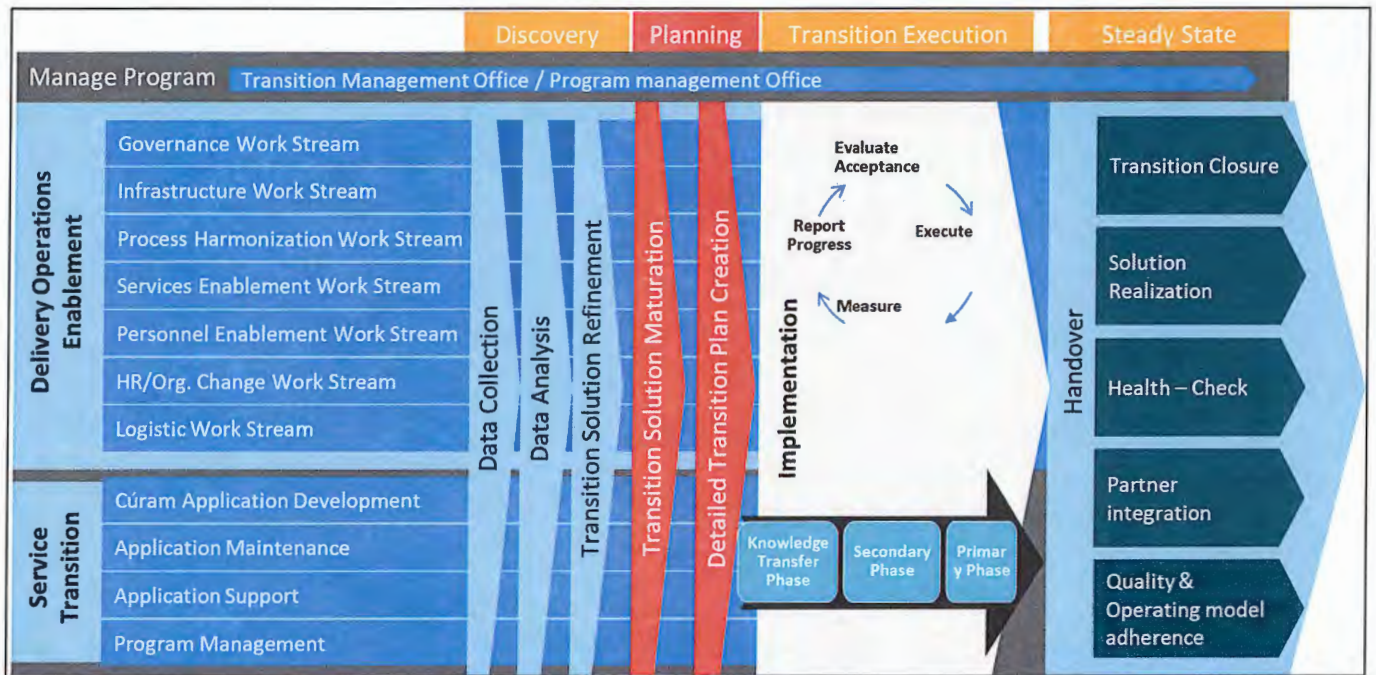 Discovery
Planning
Transition Execution
Steady State
Manage Program
Transition Management Office / Program management Office
Delivery Operations
Enablement
Governance Work Stream
Infrastructure Work Stream
Process Harmonization Work Stream
Services Enablement Work Stream
Personnel Enablement Work Stream
HR/Org. Change Work Stream
Logistic Work Stream
Service
Transition
Cúram Application Development
Application Maintenance
Application Support
Program Management
Data Collection
Data Analysis
Transition Solution Refinement
Transition Solution Maturation
Detailed Transition Plan Creation
Implementation
Evaluate
Acceptance
Execute
Measure
Report
Progress
Knowledge
Transfer
Phase
Secondary
Phase
Primar
y Phase
Handover
Transition Closure
Solution
Realization
Health – Check
Partner
integration
Quality &
Operating model
adherence